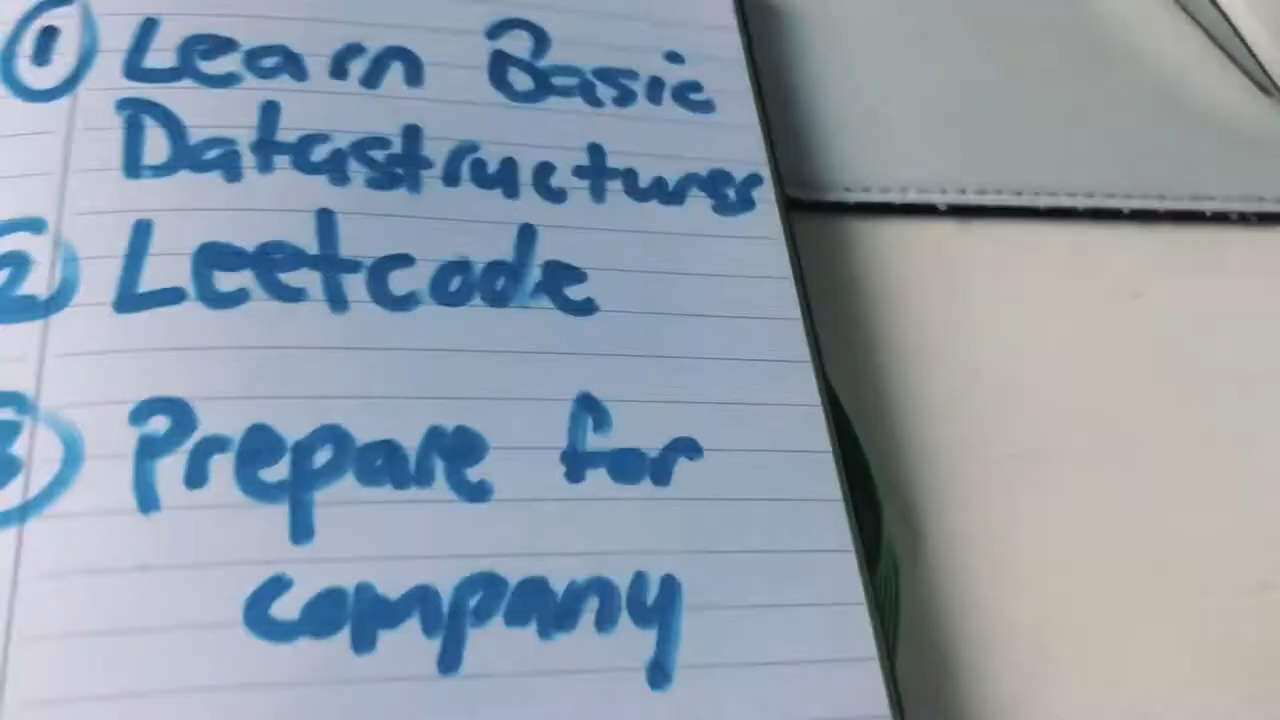 1 Learn Basic
Datastructures
2 Leetcode
3 Prepare for
company